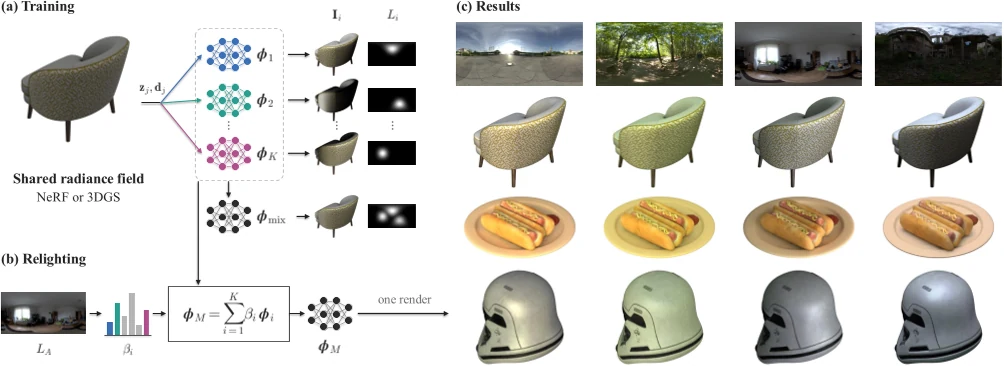 (a) Training
I_i L_i
ϕ_1
z_j, d_j
ϕ_2
⋮ ⋮ ⋮
ϕ_K
Shared radiance field
NeRF or 3DGS
ϕ_mix
(b) Relighting
ϕ_M = ∑_{i=1}^{K} β_i ϕ_i
one render
L_A β_i
ϕ_M
(c) Results